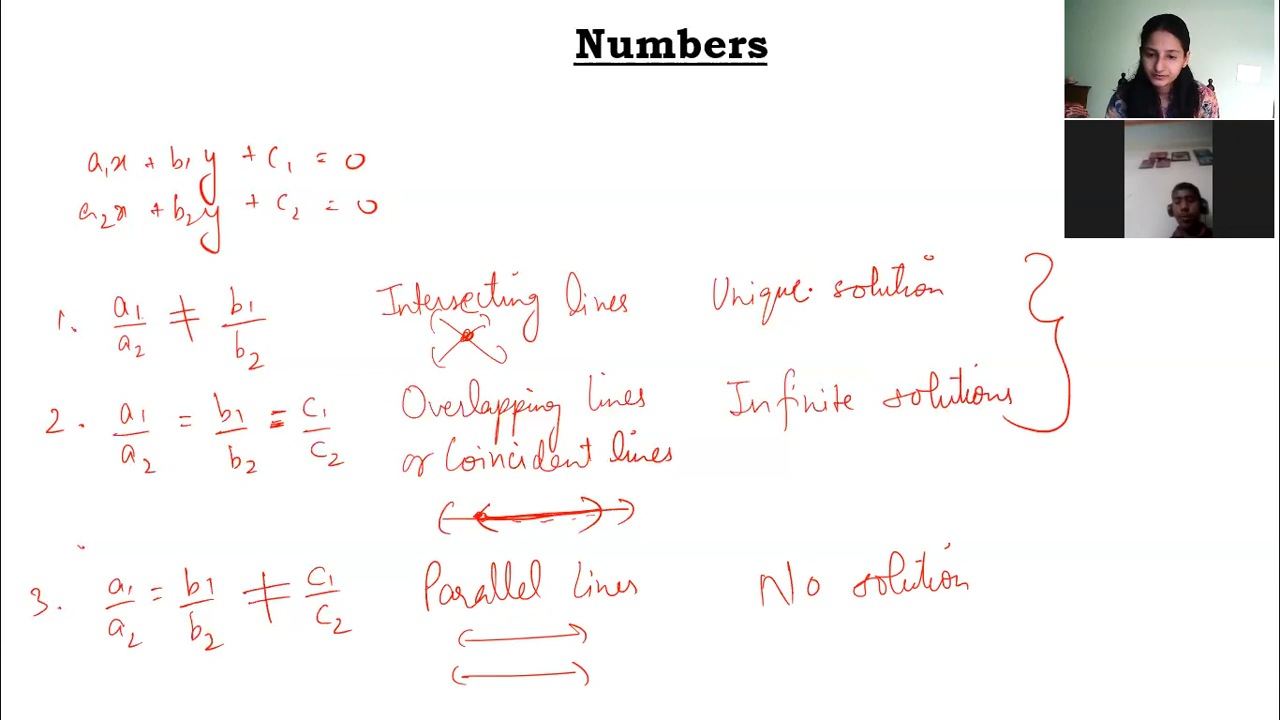 Numbers
a₁x + b₁y + c₁ = 0
a₂x + b₂y + c₂ = 0
1. a₁/a₂ ≠ b₁/b₂ Intersecting lines Unique solution
2. a₁/a₂ = b₁/b₂ = c₁/c₂ Overlapping lines Infinite solutions
or Coincident lines
3. a₁/a₂ = b₁/b₂ ≠ c₁/c₂ Parallel lines No solution